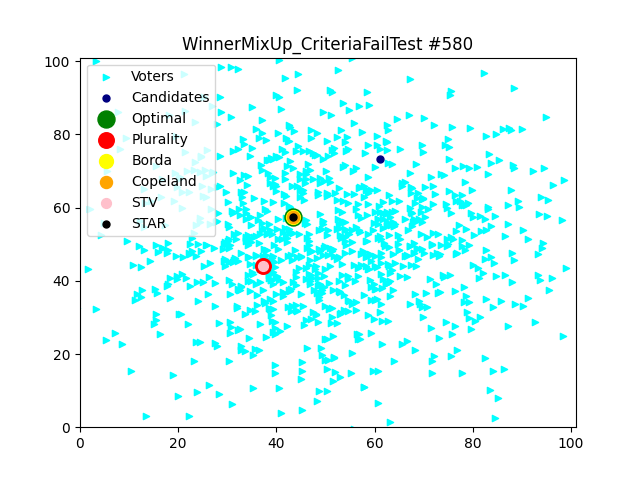 WinnerMixUp_CriteriaFailTest #580
100
80
60
40
20
0
0
20
40
60
80
100
Voters
Candidates
Optimal
Plurality
Borda
Copeland
STV
STAR